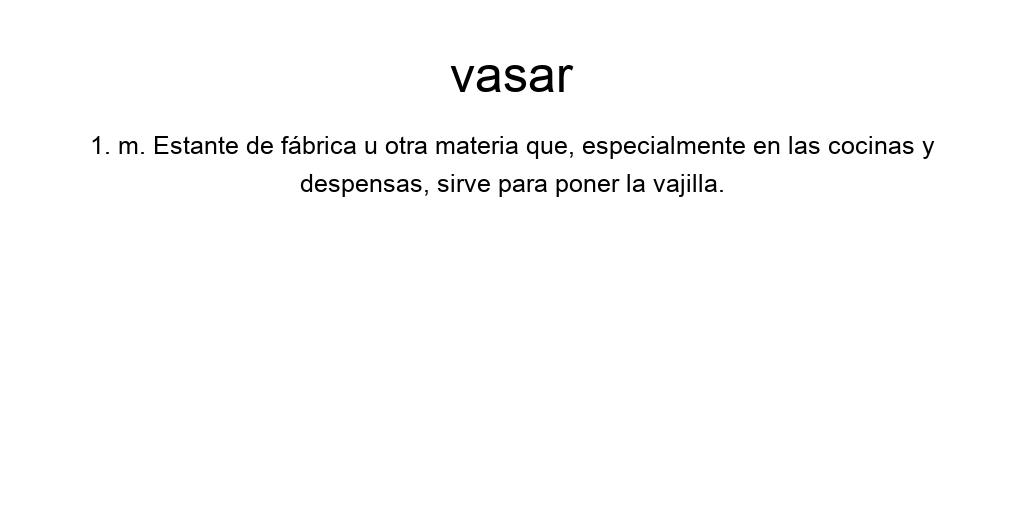 vasar
1. m. Estante de fábrica u otra materia que, especialmente en las cocinas y
despensas, sirve para poner la vajilla.